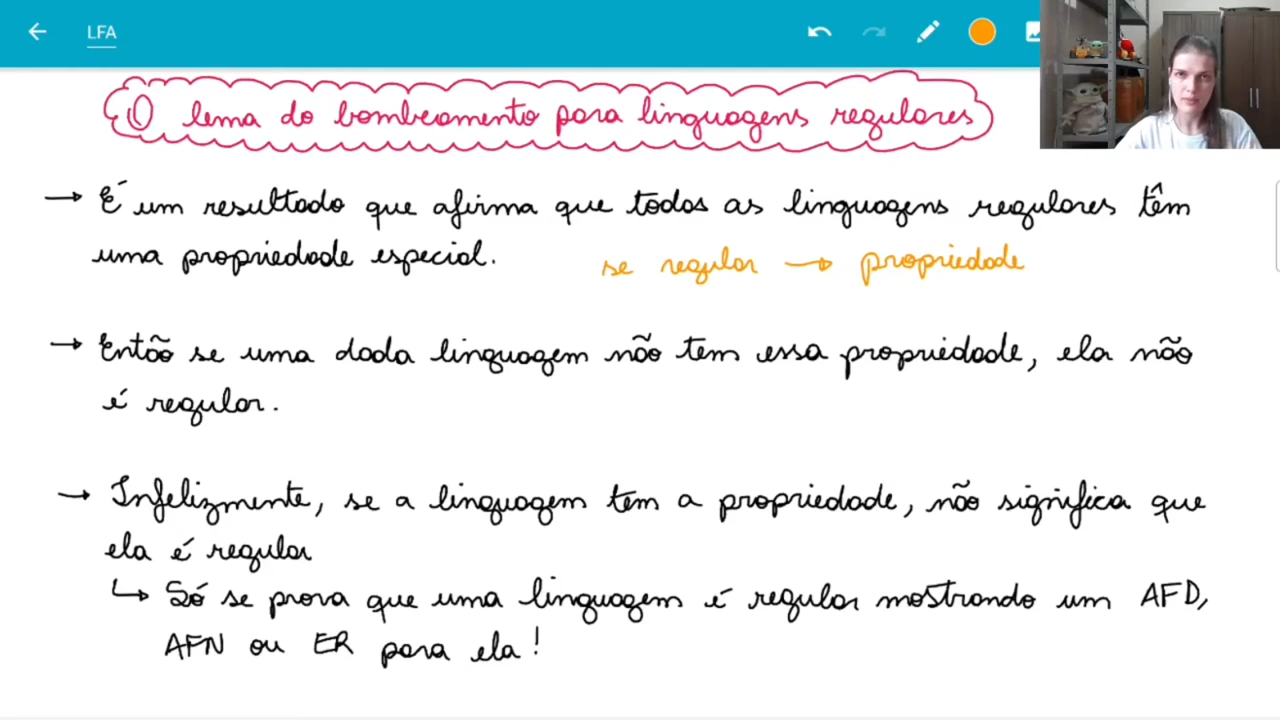 LFA
O lema do bombeamento para linguagens regulares
→ É um resultado que afirma que todas as linguagens regulares têm
uma propriedade especial.
se regular → propriedade
→ Então se uma dada linguagem não tem essa propriedade, ela não
é regular.
→ Infelizmente, se a linguagem tem a propriedade, não significa que
ela é regular
↳ Só se prova que uma linguagem é regular mostrando um AFD,
AFN ou ER para ela!